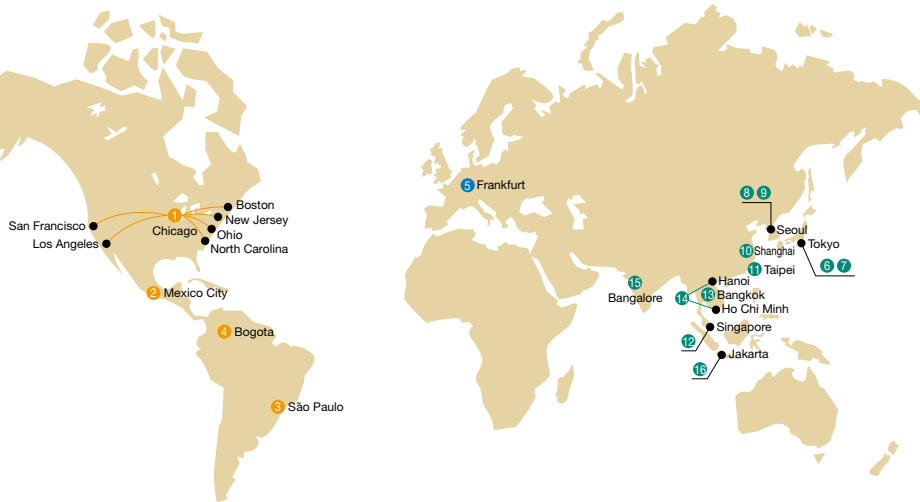 Boston
New Jersey
Ohio
North Carolina
San Francisco
Los Angeles
1
Chicago
2 Mexico City
4 Bogota
3 São Paulo
5 Frankfurt
8 9
Seoul
Tokyo
6 7
10 Shanghai
11 Taipei
Hanoi
14
13 Bangkok
Ho Chi Minh
15
Bangalore
Singapore
12
Jakarta
16